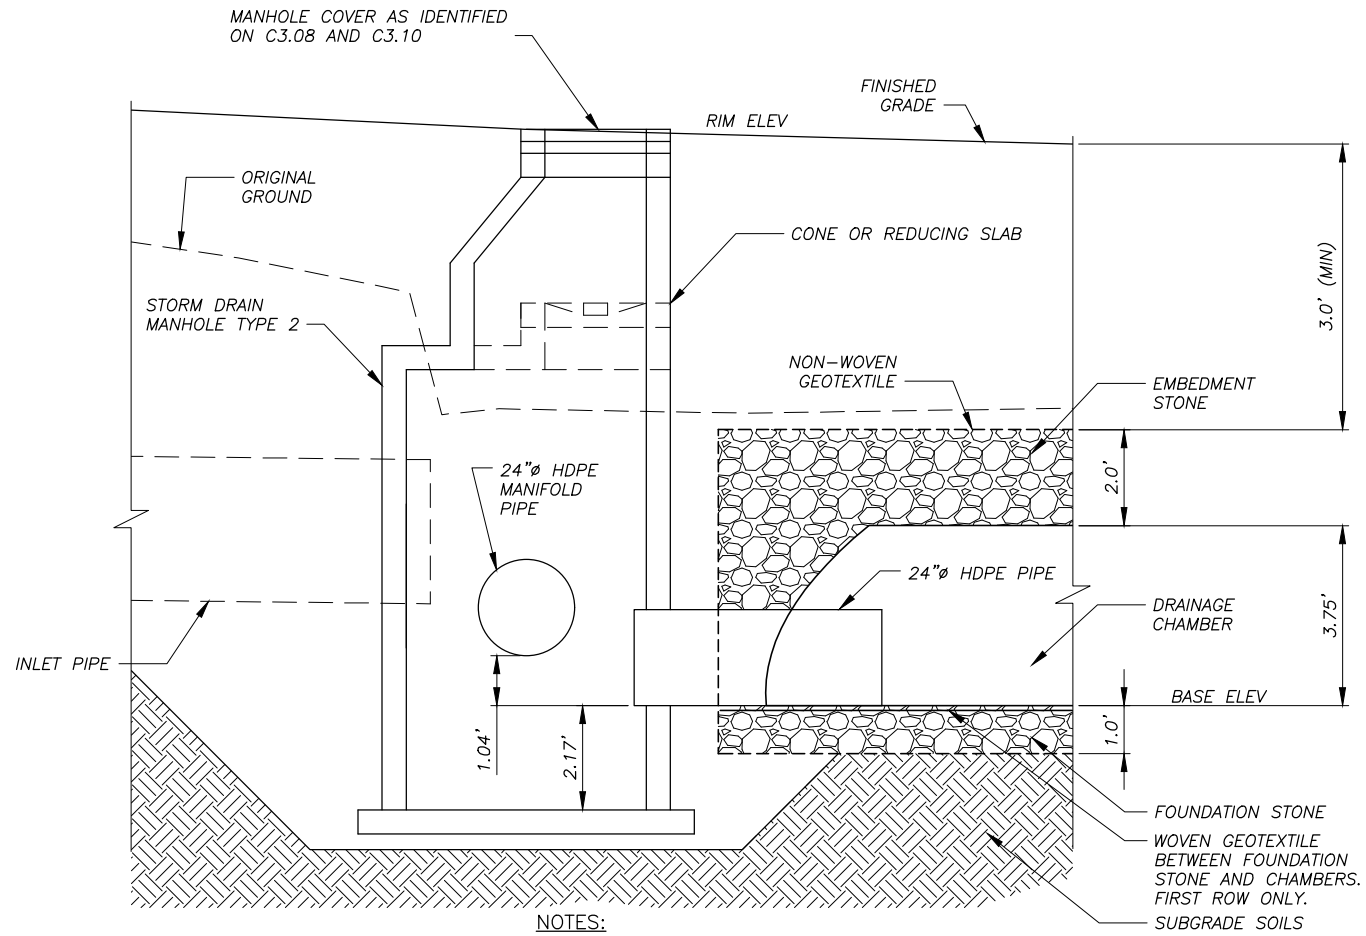 MANHOLE COVER AS IDENTIFIED
ON C3.08 AND C3.10
FINISHED
GRADE
RIM ELEV
ORIGINAL
GROUND
CONE OR REDUCING SLAB
3.0' (MIN)
STORM DRAIN
MANHOLE TYPE 2
NON-WOVEN
GEOTEXTILE
EMBEDMENT
STONE
2.0'
24"ø HDPE
MANIFOLD
PIPE
24"ø HDPE PIPE
DRAINAGE
CHAMBER
3.75'
INLET PIPE
BASE ELEV
1.04'
2.17'
1.0'
FOUNDATION STONE
WOVEN GEOTEXTILE
BETWEEN FOUNDATION
STONE AND CHAMBERS.
FIRST ROW ONLY.
SUBGRADE SOILS
NOTES: